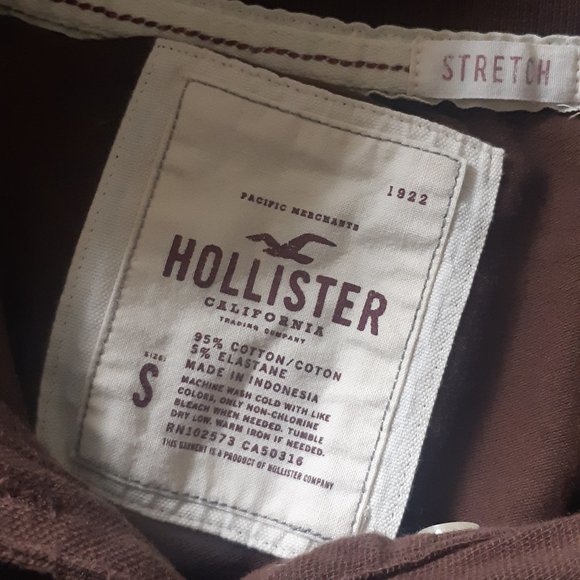 STRETCH
1922
PACIFIC MERCHANTS
HOLLISTER
CALIFORNIA
TRADING COMPANY
95% COTTON/COTON
5% ELASTANE
MADE IN INDONESIA
MACHINE WASH COLD WITH LIKE
COLORS, ONLY NON-CHLORINE
BLEACH WHEN NEEDED. TUMBLE
DRY LOW. WARM IRON IF NEEDED.
RN102573 CA50316
THIS GARMENT IS A PRODUCT OF HOLLISTER COMPANY
SIZE:
S